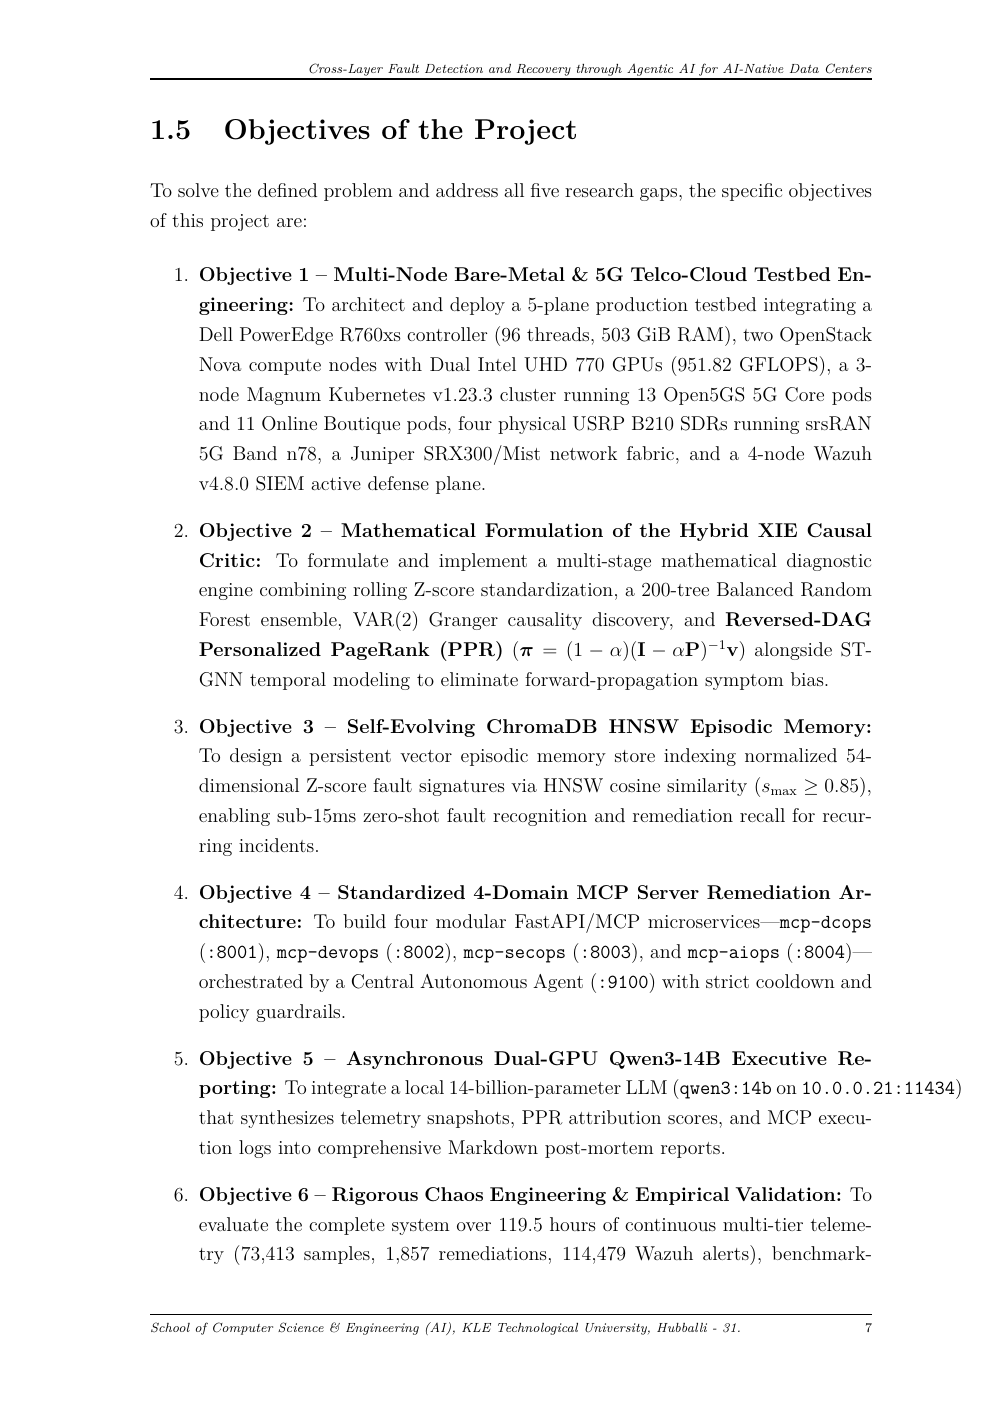 Cross-Layer Fault Detection and Recovery through Agentic AI for AI-Native Data Centers
1.5 Objectives of the Project
To solve the defined problem and address all five research gaps, the specific objectives
of this project are:
1. Objective 1 – Multi-Node Bare-Metal & 5G Telco-Cloud Testbed En-
gineering: To architect and deploy a 5-plane production testbed integrating a
Dell PowerEdge R760xs controller (96 threads, 503 GiB RAM), two OpenStack
Nova compute nodes with Dual Intel UHD 770 GPUs (951.82 GFLOPS), a 3-
node Magnum Kubernetes v1.23.3 cluster running 13 Open5GS 5G Core pods
and 11 Online Boutique pods, four physical USRP B210 SDRs running srsRAN
5G Band n78, a Juniper SRX300/Mist network fabric, and a 4-node Wazuh
v4.8.0 SIEM active defense plane.
2. Objective 2 – Mathematical Formulation of the Hybrid XIE Causal
Critic: To formulate and implement a multi-stage mathematical diagnostic
engine combining rolling Z-score standardization, a 200-tree Balanced Random
Forest ensemble, VAR(2) Granger causality discovery, and Reversed-DAG
Personalized PageRank (PPR) (π = (1 − α)(I − αP)⁻¹v) alongside ST-
GNN temporal modeling to eliminate forward-propagation symptom bias.
3. Objective 3 – Self-Evolving ChromaDB HNSW Episodic Memory:
To design a persistent vector episodic memory store indexing normalized 54-
dimensional Z-score fault signatures via HNSW cosine similarity (s_max ≥ 0.85),
enabling sub-15ms zero-shot fault recognition and remediation recall for recur-
ring incidents.
4. Objective 4 – Standardized 4-Domain MCP Server Remediation Ar-
chitecture: To build four modular FastAPI/MCP microservices—mcp-dcops
(:8001), mcp-devops (:8002), mcp-secops (:8003), and mcp-aiops (:8004)—
orchestrated by a Central Autonomous Agent (:9100) with strict cooldown and
policy guardrails.
5. Objective 5 – Asynchronous Dual-GPU Qwen3-14B Executive Re-
porting: To integrate a local 14-billion-parameter LLM (qwen3:14b on 10.0.0.21:11434)
that synthesizes telemetry snapshots, PPR attribution scores, and MCP execu-
tion logs into comprehensive Markdown post-mortem reports.
6. Objective 6 – Rigorous Chaos Engineering & Empirical Validation: To
evaluate the complete system over 119.5 hours of continuous multi-tier teleme-
try (73,413 samples, 1,857 remediations, 114,479 Wazuh alerts), benchmark-
School of Computer Science & Engineering (AI), KLE Technological University, Hubballi - 31. 7